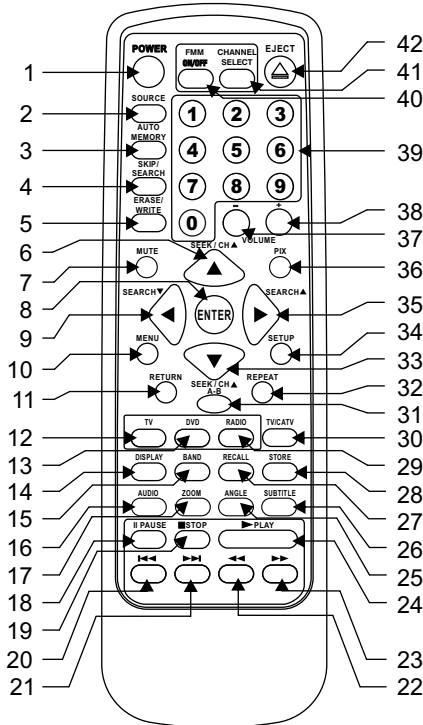 POWER
FMM
ON/OFF
CHANNEL
SELECT
EJECT
42
1
41
2
SOURCE
40
AUTO
MEMORY
1 2 3
3
SKIP/
SEARCH
4 5 6
39
4
ERASE/
WRITE
7 8 9
5
0
- +
38
VOLUME
37
6
SEEK/CH▲
7
MUTE
PIX
36
8
SEARCH▼
SEARCH▲
35
9
ENTER
34
10
MENU
SETUP
33
11
RETURN
SEEK/CH▲
A-B
REPEAT
32
31
12
TV
DVD
RADIO
TV/CATV
30
13
29
14
DISPLAY
BAND
RECALL
STORE
28
15
27
16
AUDIO
ZOOM
ANGLE
SUBTITLE
26
17
25
18
II PAUSE
■STOP
►PLAY
24
19
20
23
21
22